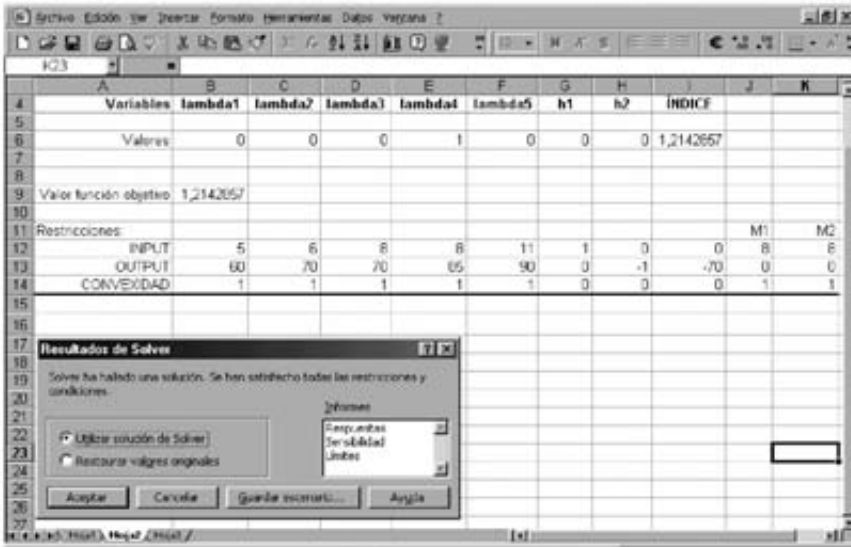 Archivo Edición Ver Insertar Formato Herramientas Datos Ventana ?
K23 =
A B C D E F G H I J K
4 Variables lambda1 lambda2 lambda3 lambda4 lambda5 h1 h2 ÍNDICE
5
6 Valores 0 0 0 1 0 0 0 1,2142857
7
8
9 Valor función objetivo 1,2142857
10
11 Restricciones: M1 M2
12 INPUT 5 6 8 8 11 1 0 0 8 8
13 OUTPUT 60 70 70 85 90 0 -1 -70 0 0
14 CONVEXIDAD 1 1 1 1 1 0 0 0 1 1
15
16
17
18
19
20
21
22
23
24
25
26
27
Resultados de Solver
Solver ha hallado una solución. Se han satisfecho todas las restricciones y
condiciones.
Informes
Respuestas
Sensibilidad
Límites
Utilizar solución de Solver
Restaurar valores originales
Aceptar Cancelar Guardar escenario... Ayuda
Hoja1 Hoja2 Hoja3